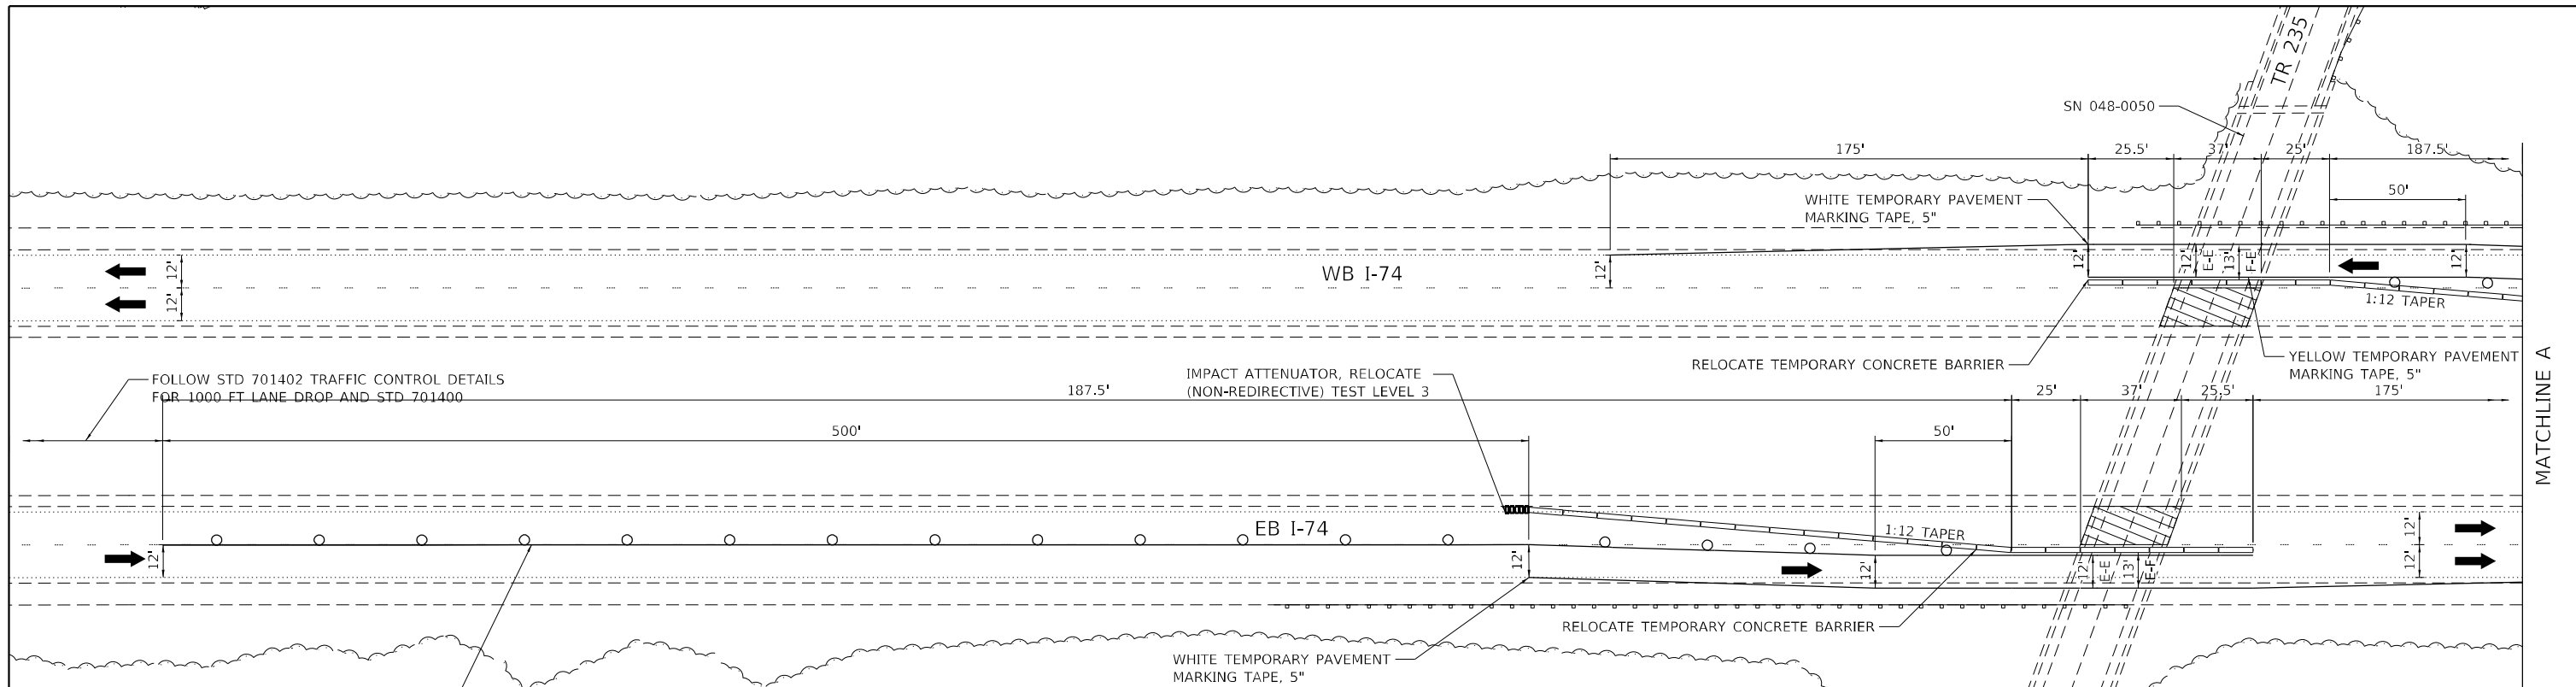 TR 235
SN 048-0050
175'
25.5'
37'
25'
187.5'
50'
WHITE TEMPORARY PAVEMENT
MARKING TAPE, 5"
12'
12'
WB I-74
12'
12'
12'
E-E
13'
F-E
12'
1:12 TAPER
RELOCATE TEMPORARY CONCRETE BARRIER
YELLOW TEMPORARY PAVEMENT
MARKING TAPE, 5"
MATCHLINE A
FOLLOW STD 701402 TRAFFIC CONTROL DETAILS
FOR 1000 FT LANE DROP AND STD 701400
IMPACT ATTENUATOR, RELOCATE
(NON-REDIRECTIVE) TEST LEVEL 3
187.5'
25'
37'
25.5'
175'
500'
50'
EB I-74
1:12 TAPER
12'
12'
12'
12'
E-E
13'
E-F
12'
12'
RELOCATE TEMPORARY CONCRETE BARRIER
WHITE TEMPORARY PAVEMENT
MARKING TAPE, 5"